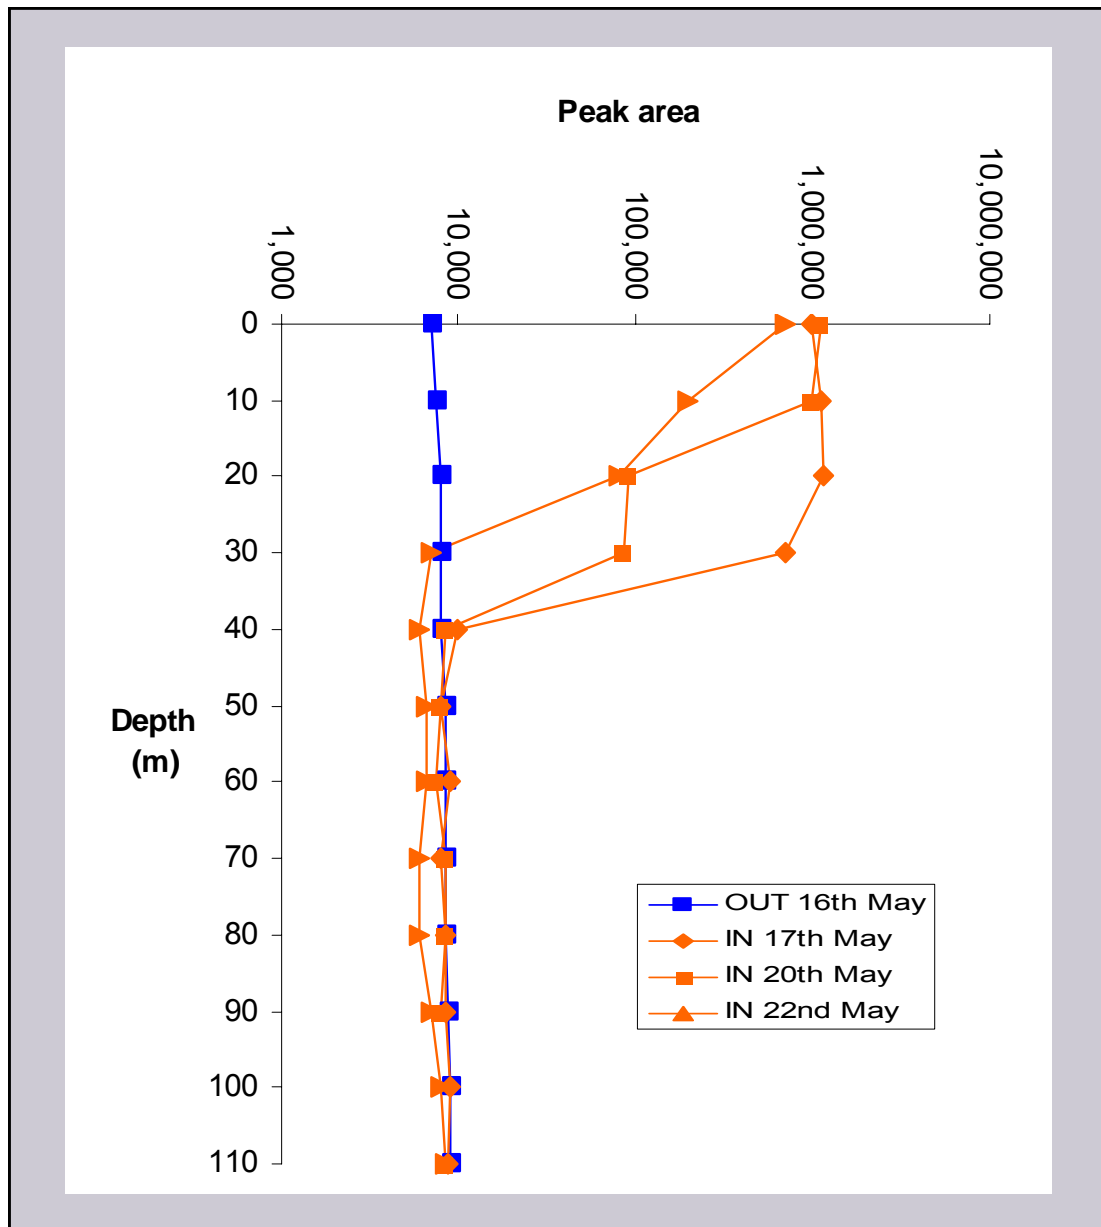 Peak area
1,000
10,000
100,000
1,000,000
10,000,000
0
10
20
30
40
50
60
70
80
90
100
110
Depth
(m)
OUT 16th May
IN 17th May
IN 20th May
IN 22nd May